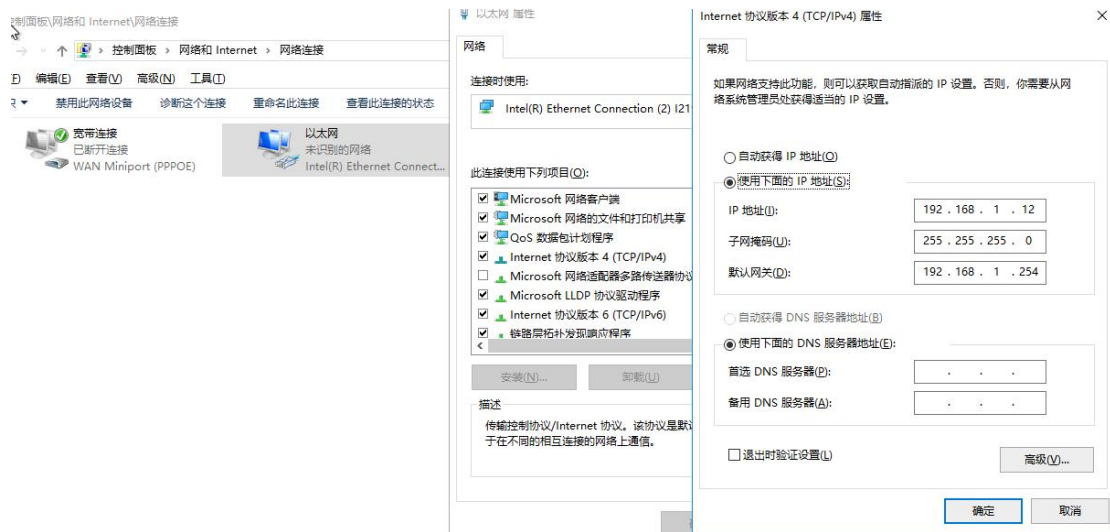 控制面板\网络和 Internet\网络连接
控制面板 › 网络和 Internet › 网络连接
编辑(E) 查看(V) 高级(N) 工具(T)
禁用此网络设备 诊断这个连接 重命名此连接 查看此连接的状态
宽带连接
已断开连接
WAN Miniport (PPPOE)
以太网
未识别的网络
Intel(R) Ethernet Connect...
以太网 属性
网络
连接时使用:
Intel(R) Ethernet Connection (2) I21
此连接使用下列项目(O):
Microsoft 网络客户端
Microsoft 网络的文件和打印机共享
QoS 数据包计划程序
Internet 协议版本 4 (TCP/IPv4)
Microsoft 网络适配器多路传送器协议
Microsoft LLDP 协议驱动程序
Internet 协议版本 6 (TCP/IPv6)
链路层拓扑发现响应程序
安装(N)... 卸载(U)
描述
传输控制协议/Internet 协议。该协议是默认
于在不同的相互连接的网络上通信。
Internet 协议版本 4 (TCP/IPv4) 属性
常规
如果网络支持此功能，则可以获取自动指派的 IP 设置。否则，你需要从网
络系统管理员处获得适当的 IP 设置。
自动获得 IP 地址(O)
使用下面的 IP 地址(S):
IP 地址(I): 192 . 168 . 1 . 12
子网掩码(U): 255 . 255 . 255 . 0
默认网关(D): 192 . 168 . 1 . 254
自动获得 DNS 服务器地址(B)
使用下面的 DNS 服务器地址(E):
首选 DNS 服务器(P): . . .
备用 DNS 服务器(A): . . .
退出时验证设置(L)
高级(V)...
确定 取消